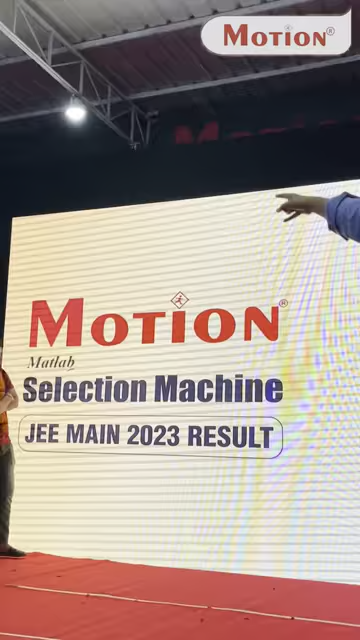 MOTION®
MOTION®
Matlab
Selection Machine
JEE MAIN 2023 RESULT